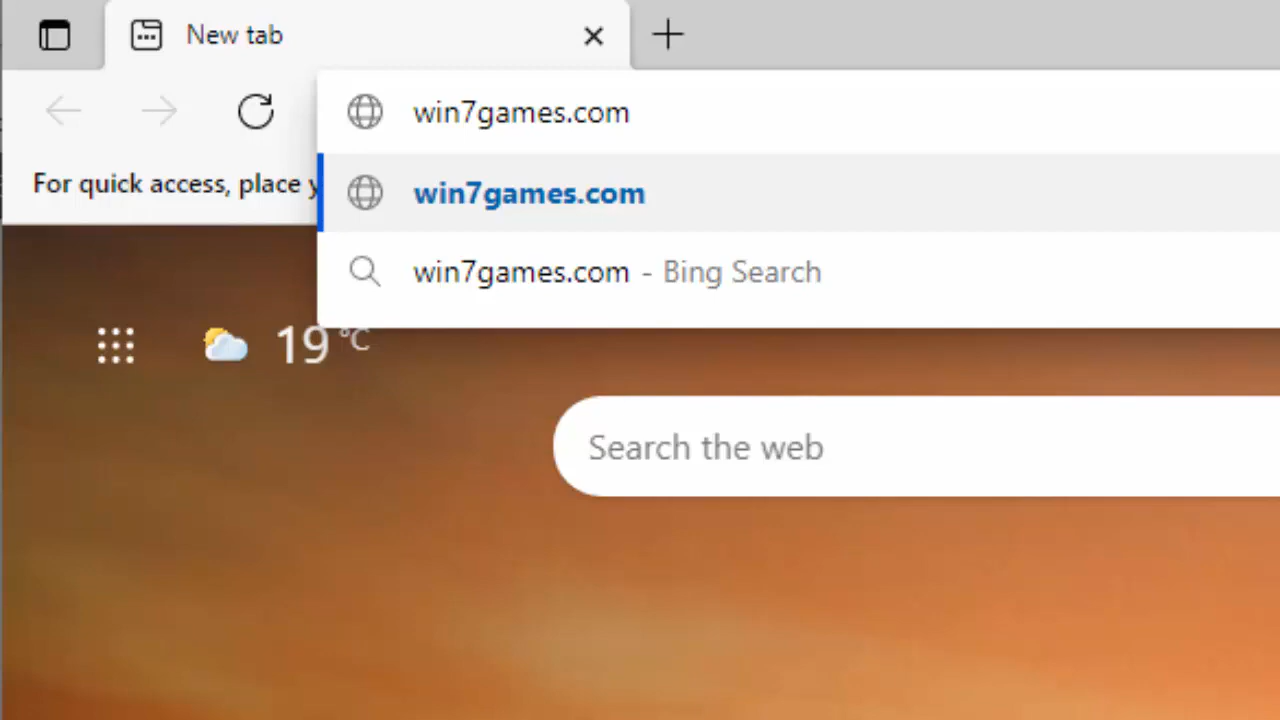 New tab
win7games.com
For quick access, place y
win7games.com
win7games.com - Bing Search
19 °C
Search the web